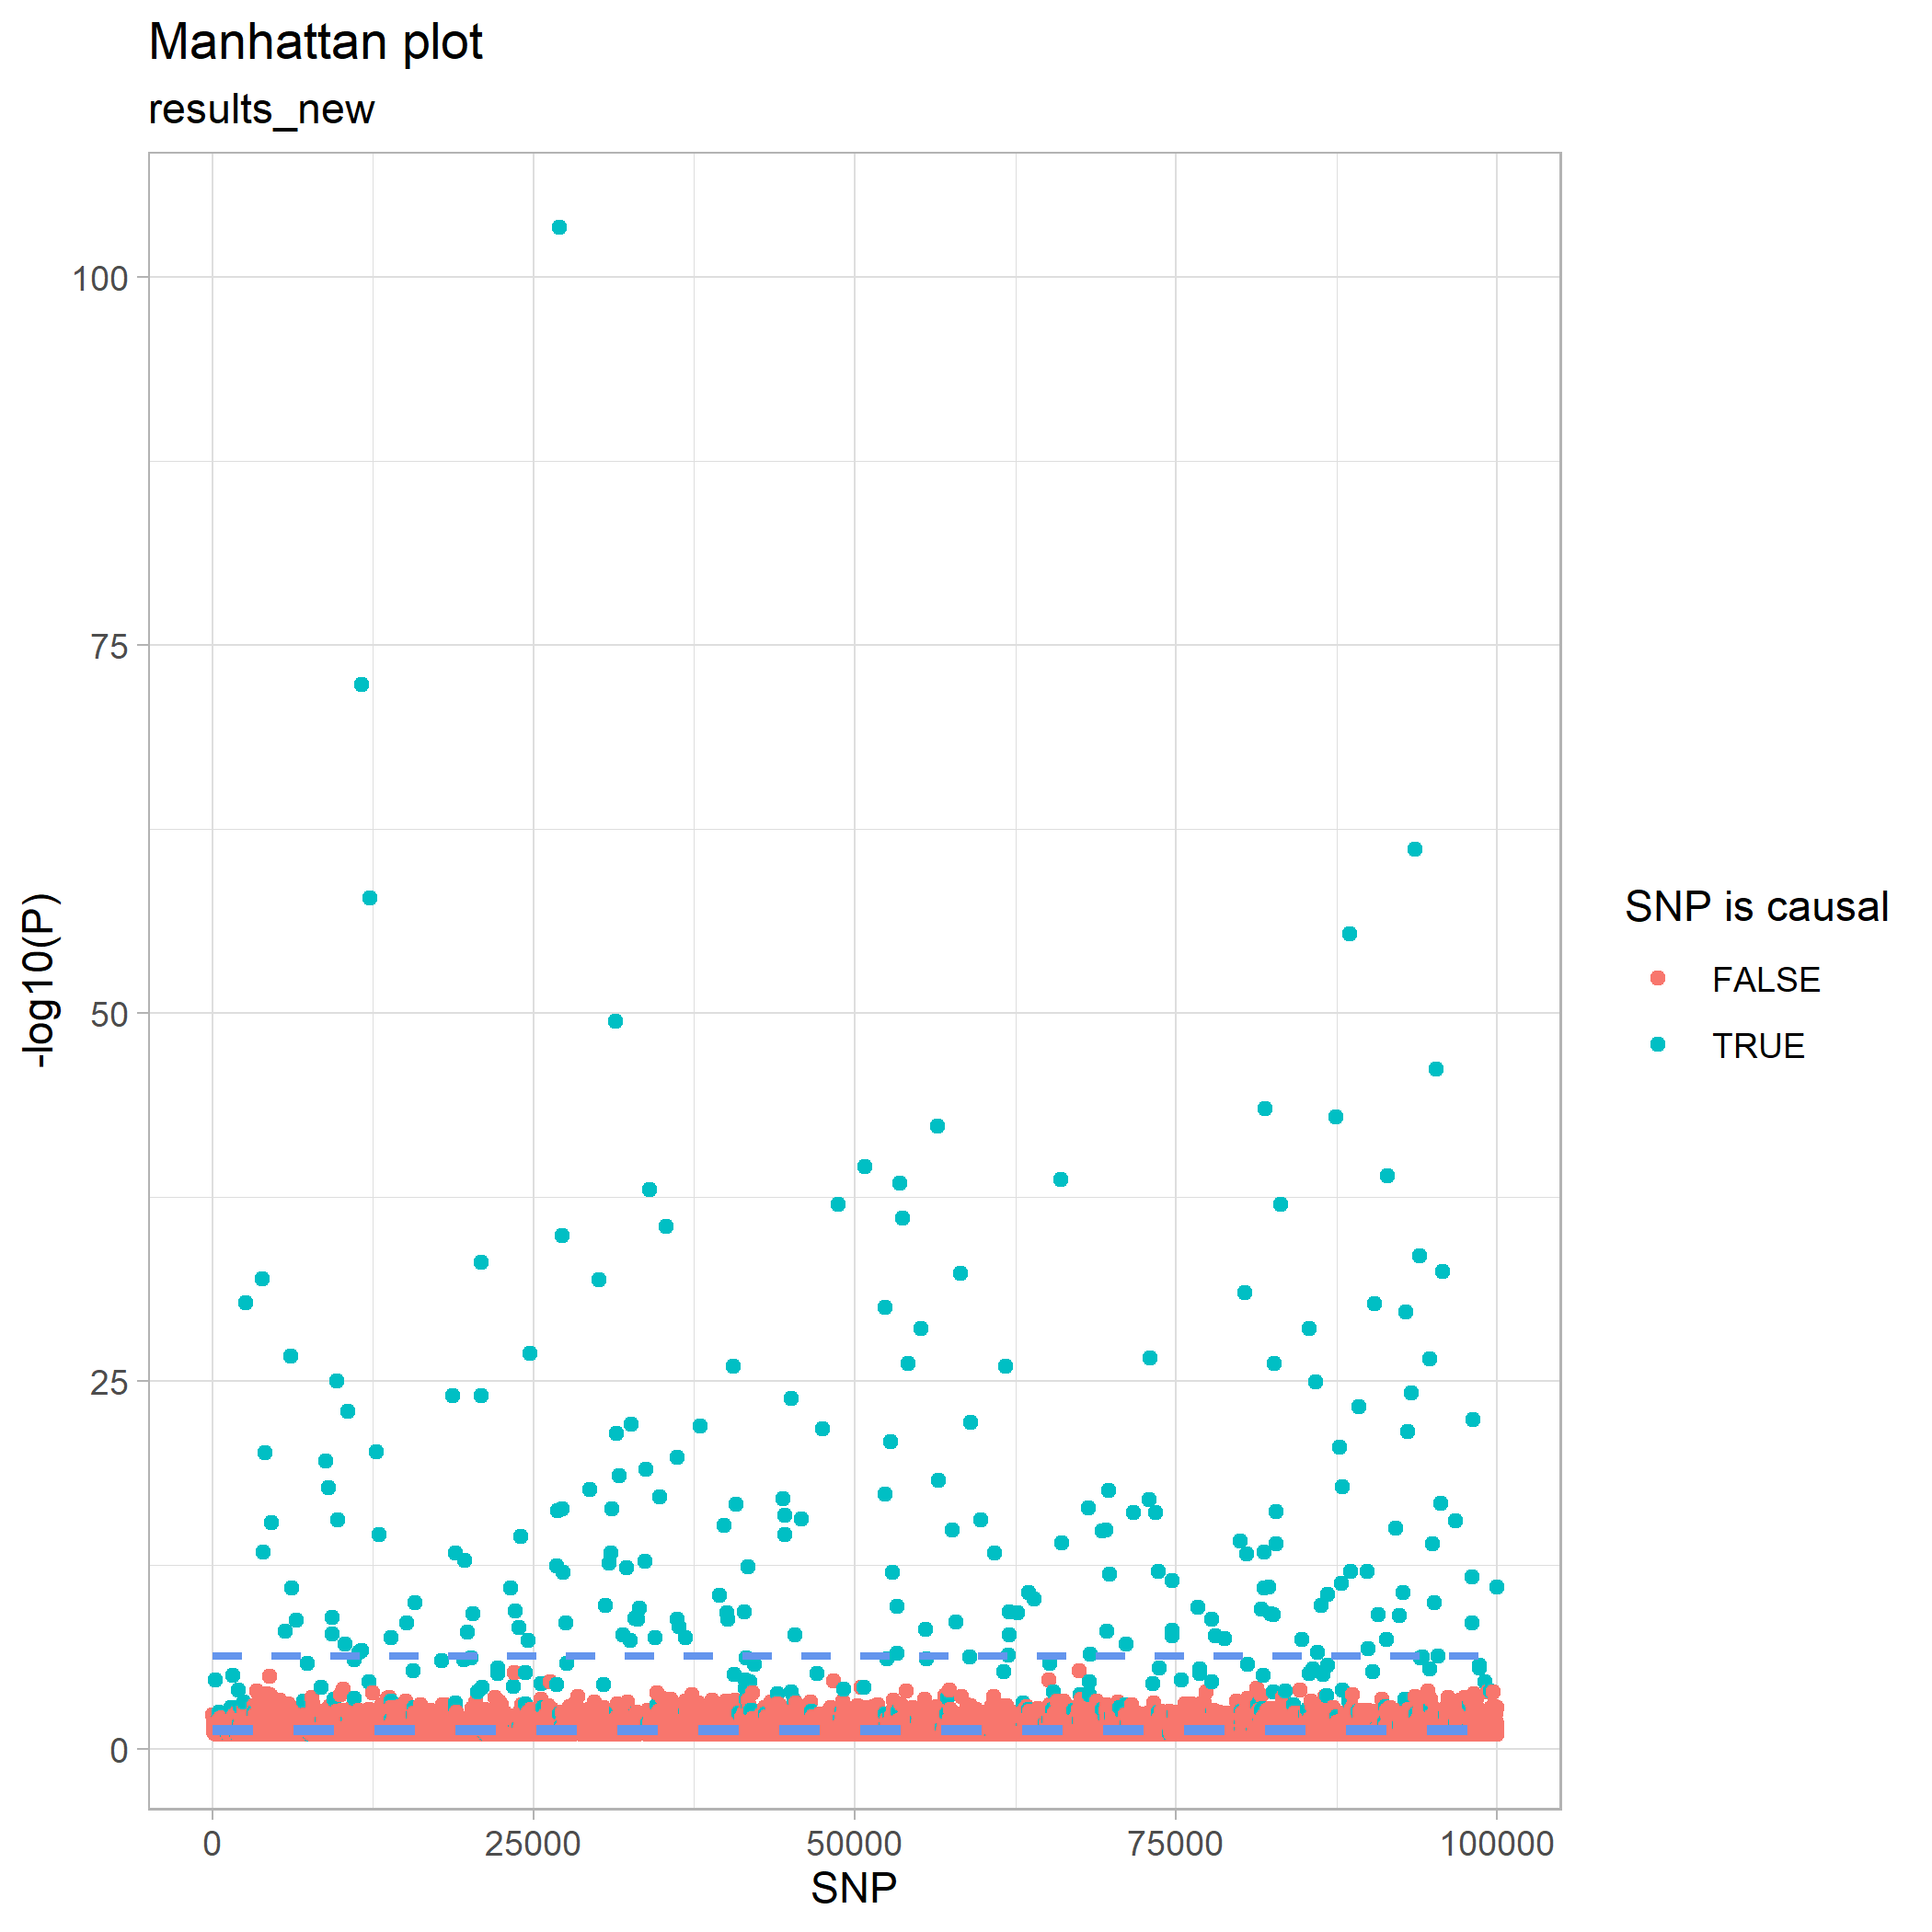 Manhattan plot
results_new
100
75
50
25
0
-log10(P)
0 25000 50000 75000 100000
SNP
SNP is causal
FALSE
TRUE